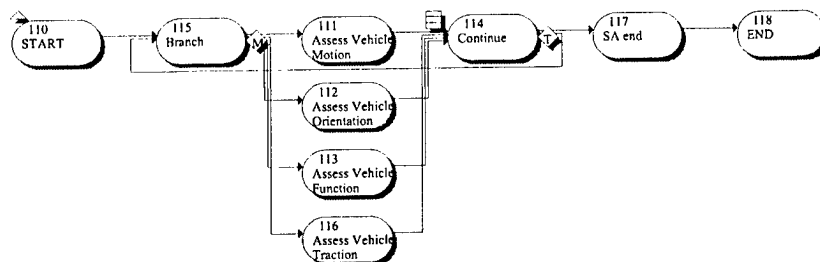 110
START
115
Branch
M
111
Assess Vehicle
Motion
112
Assess Vehicle
Orientation
113
Assess Vehicle
Function
116
Assess Vehicle
Traction
114
Continue
T
117
SA end
118
END